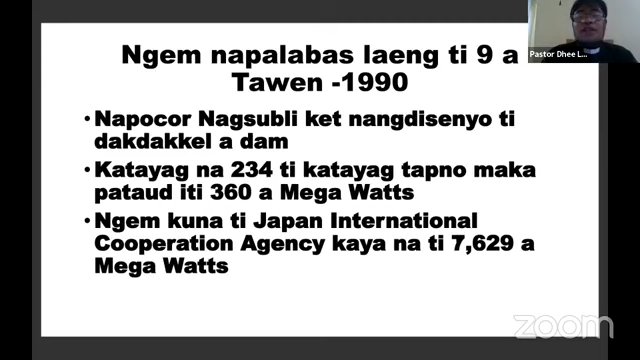 Ngem napalabas laeng ti 9 a
Tawen -1990
•Napocor Nagsubli ket nangdisenyo ti
dakdakkel a dam
•Katayag na 234 ti katayag tapno maka
pataud iti 360 a Mega Watts
•Ngem kuna ti Japan International
Cooperation Agency kaya na ti 7,629 a
Mega Watts
Pastor Dhee L...
zoom